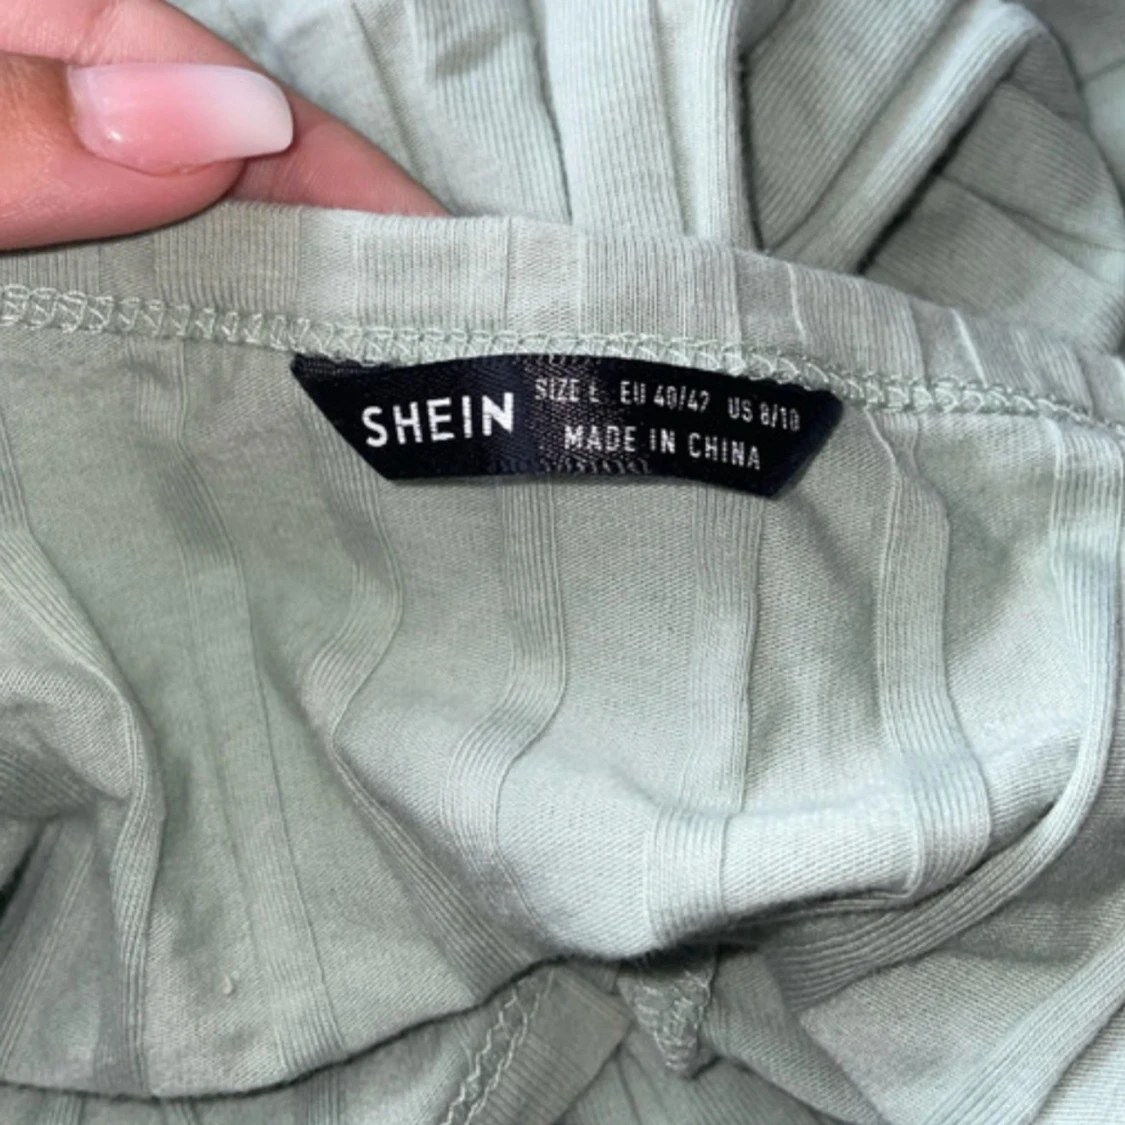 SHEIN
SIZE L EU 40/42 US 8/10
MADE IN CHINA